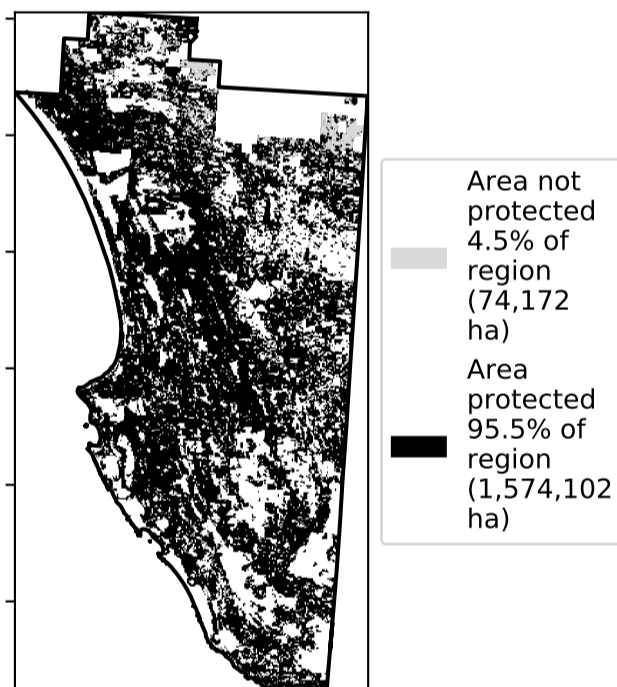 Area not
protected
4.5% of
region
(74,172
ha)
Area
protected
95.5% of
region
(1,574,102
ha)